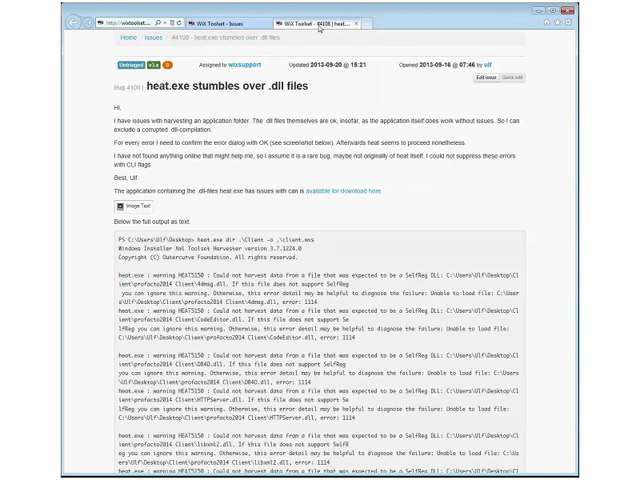 http://wixtoolset....
WiX Toolset - Issues
WiX Toolset - #4108 | heat...
Home Issues #4108 - heat.exe stumbles over .dll files
Untriaged v3.x 0 Assigned to wixsupport Updated 2013-09-20 @ 15:21 Opened 2013-09-16 @ 07:46 by ulf
Edit issue Quick edit
Bug 4108 | heat.exe stumbles over .dll files
Hi,
I have issues with harvesting an application folder. The .dll files themselves are ok, insofar, as the application itself does work without issues. So I can
exclude a corrupted .dll-compilation.
For every error I need to confirm the error dialog with OK (see screenshot below). Afterwards heat seems to proceed nonetheless.
I have not found anything online that might help me, so I assume it is a rare bug, maybe not originally of heat itself. I could not suppress these errors
with CLI flags.
Best, Ulf
The application containing the .dll-files heat.exe has issues with can is available for download here
Image Text
Below the full output as text.
PS C:\Users\Ulf\Desktop> heat.exe dir .\Client -o .\client.wxs
Windows Installer Xml Toolset Harvester version 3.7.1224.0
Copyright (C) Outercurve Foundation. All rights reserved.
heat.exe : warning HEAT5150 : Could not harvest data from a file that was expected to be a SelfReg DLL: C:\Users\Ulf\Desktop\Cl
ient\profacto2014 Client\4dmsg.dll. If this file does not support SelfReg
you can ignore this warning. Otherwise, this error detail may be helpful to diagnose the failure: Unable to load file: C:\User
s\Ulf\Desktop\Client\profacto2014 Client\4dmsg.dll, error: 1114
heat.exe : warning HEAT5150 : Could not harvest data from a file that was expected to be a SelfReg DLL: C:\Users\Ulf\Desktop\Cl
ient\profacto2014 Client\CodeEditor.dll. If this file does not support Se
lfReg you can ignore this warning. Otherwise, this error detail may be helpful to diagnose the failure: Unable to load file:
C:\Users\Ulf\Desktop\Client\profacto2014 Client\CodeEditor.dll, error: 1114
heat.exe : warning HEAT5150 : Could not harvest data from a file that was expected to be a SelfReg DLL: C:\Users\Ulf\Desktop\Cl
ient\profacto2014 Client\DB4D.dll. If this file does not support SelfReg
you can ignore this warning. Otherwise, this error detail may be helpful to diagnose the failure: Unable to load file: C:\Users
\Ulf\Desktop\Client\profacto2014 Client\DB4D.dll, error: 1114
heat.exe : warning HEAT5150 : Could not harvest data from a file that was expected to be a SelfReg DLL: C:\Users\Ulf\Desktop\Cl
ient\profacto2014 Client\HTTPServer.dll. If this file does not support Se
lfReg you can ignore this warning. Otherwise, this error detail may be helpful to diagnose the failure: Unable to load file:
C:\Users\Ulf\Desktop\Client\profacto2014 Client\HTTPServer.dll, error: 1114
heat.exe : warning HEAT5150 : Could not harvest data from a file that was expected to be a SelfReg DLL: C:\Users\Ulf\Desktop\Cl
ient\profacto2014 Client\libxml2.dll. If this file does not support SelfR
eg you can ignore this warning. Otherwise, this error detail may be helpful to diagnose the failure: Unable to load file: C:\Us
ers\Ulf\Desktop\Client\profacto2014 Client\libxml2.dll, error: 1114